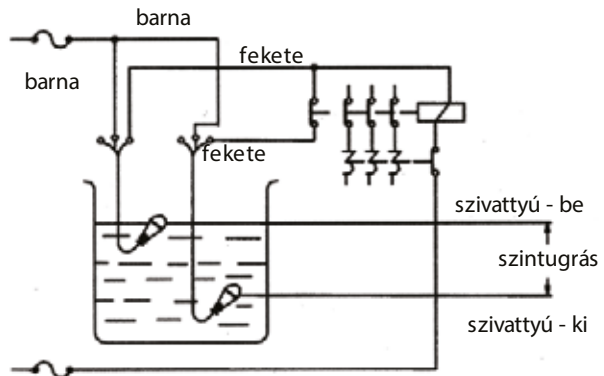 barna
fekete
barna
fekete
szivattyú - be
szintugrás
szivattyú - ki